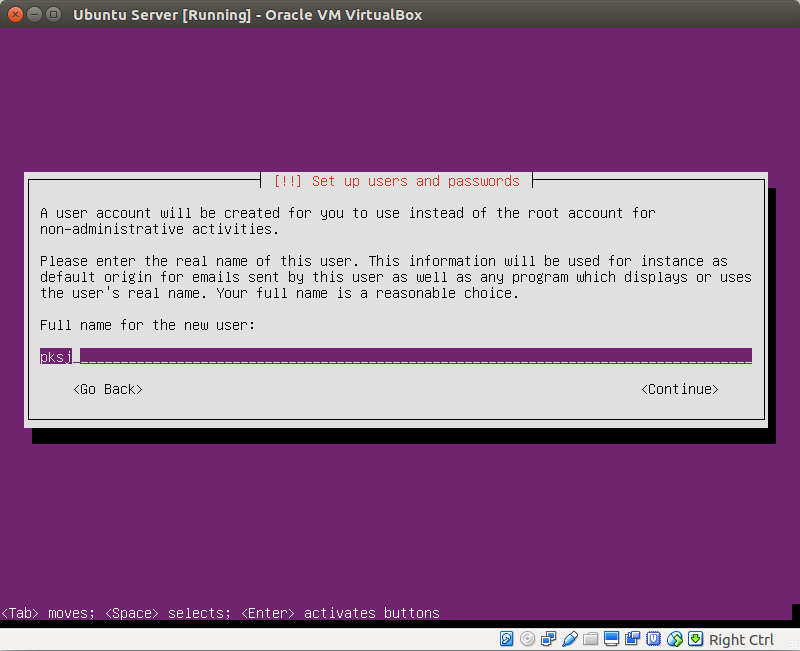 Ubuntu Server [Running] - Oracle VM VirtualBox
[!!] Set up users and passwords
A user account will be created for you to use instead of the root account for
non-administrative activities.
Please enter the real name of this user. This information will be used for instance as
default origin for emails sent by this user as well as any program which displays or uses
the user's real name. Your full name is a reasonable choice.
Full name for the new user:
pksj
<Go Back> <Continue>
<Tab> moves; <Space> selects; <Enter> activates buttons
Right Ctrl